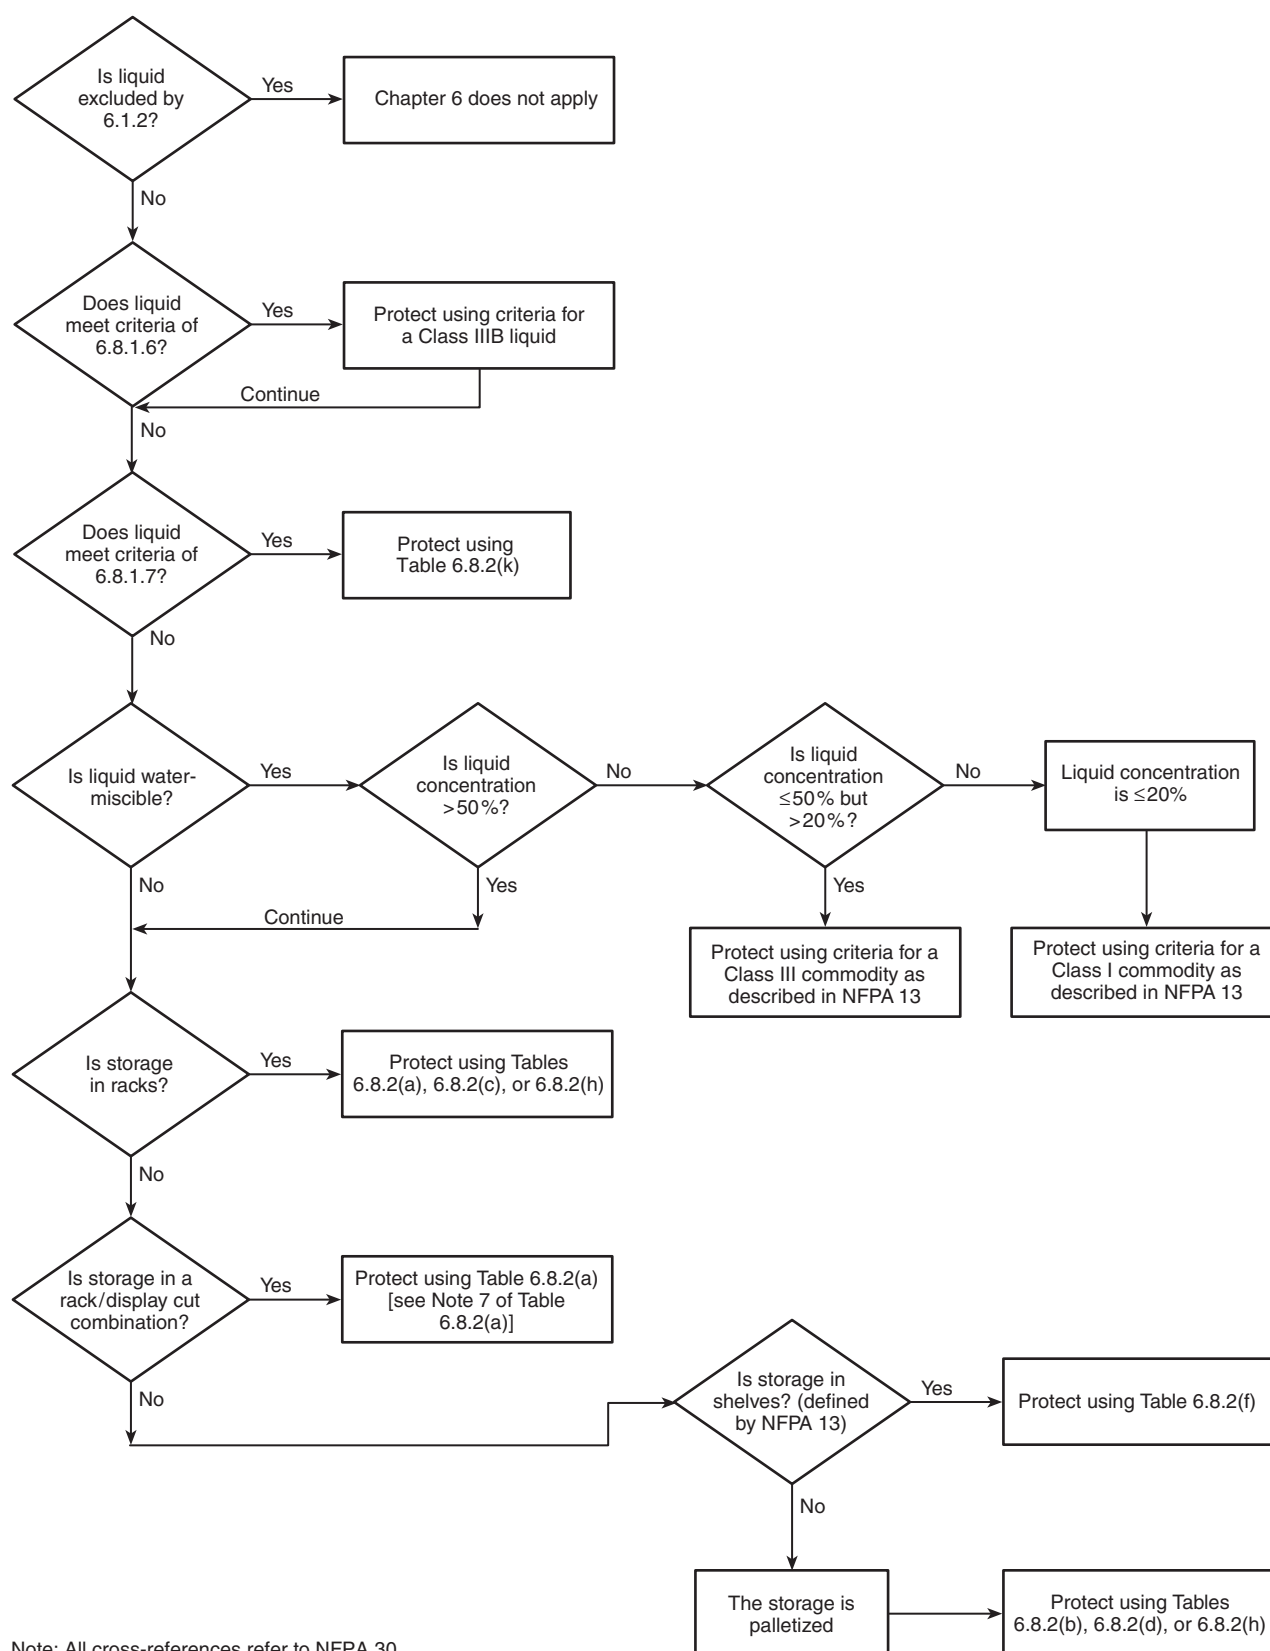 Is liquid
excluded by
6.1.2?
Yes
Chapter 6 does not apply
No
Does liquid
meet criteria of
6.8.1.6?
Yes
Protect using criteria for
a Class IIIB liquid
Continue
No
Does liquid
meet criteria of
6.8.1.7?
Yes
Protect using
Table 6.8.2(k)
No
Is liquid water-
miscible?
Yes
Is liquid
concentration
>50%?
No
Is liquid
concentration
≤50% but
>20%?
No
Liquid concentration
is ≤20%
No
Yes
Yes
Continue
Protect using criteria for a
Class III commodity as
described in NFPA 13
Protect using criteria for a
Class I commodity as
described in NFPA 13
Is storage
in racks?
Yes
Protect using Tables
6.8.2(a), 6.8.2(c), or 6.8.2(h)
No
Is storage in a
rack/display cut
combination?
Yes
Protect using Table 6.8.2(a)
[see Note 7 of Table
6.8.2(a)]
No
Is storage in
shelves? (defined
by NFPA 13)
Yes
Protect using Table 6.8.2(f)
No
The storage is
palletized
Protect using Tables
6.8.2(b), 6.8.2(d), or 6.8.2(h)
Note: All cross-references refer to NFPA 30